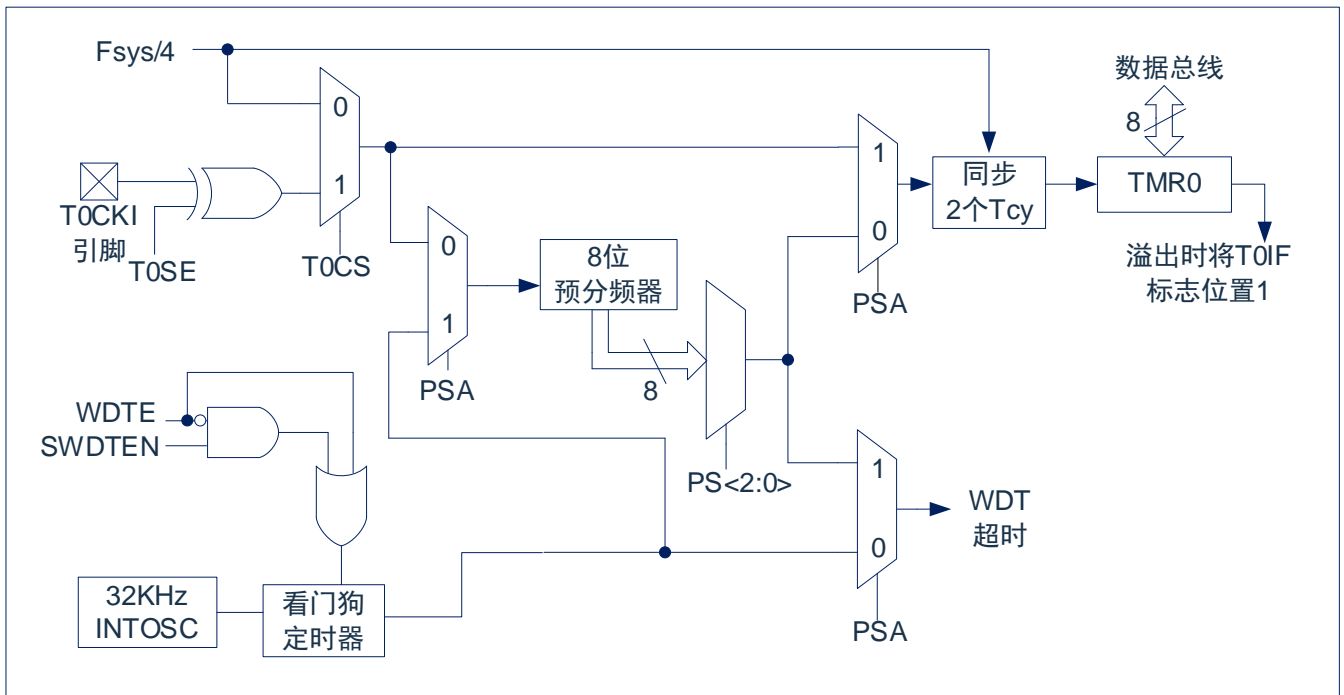 Fsys/4
数据总线
8
0
1
T0CKI
引脚
T0SE
T0CS
1
0
PSA
同步
2个Tcy
TMR0
溢出时将T0IF
标志位置1
0
1
PSA
8位
预分频器
8
PS<2:0>
WDTE
SWDTEN
1
0
PSA
WDT
超时
32KHz
INTOSC
看门狗
定时器